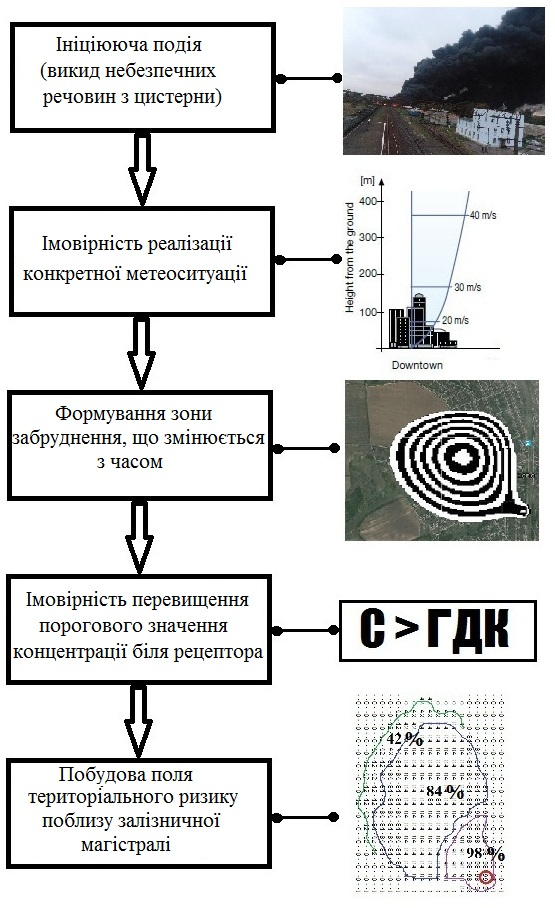 Ініціююча подія
(викид небезпечних
речовин з цистерни)
[m]
400
300
200
100
Height from the ground
40 m/s
30 m/s
20 m/s
Downtown
Імовірність реалізації
конкретної метеоситуації
Формування зони
забруднення, що змінюється
з часом
Імовірність перевищення
порогового значення
концентрації біля рецептора
С > ГДК
Побудова поля
територіального ризику
поблизу залізничної
магістралі
42%
84%
98%